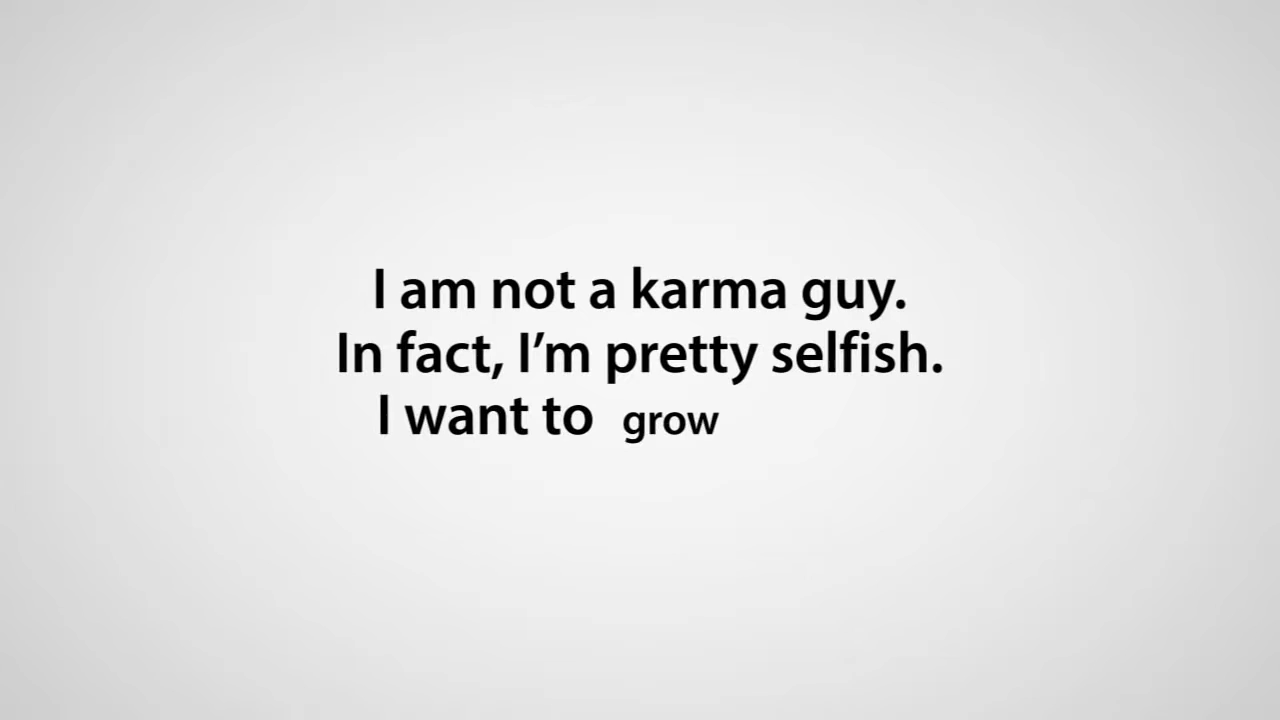 I am not a karma guy.
In fact, I’m pretty selfish.
I want to grow